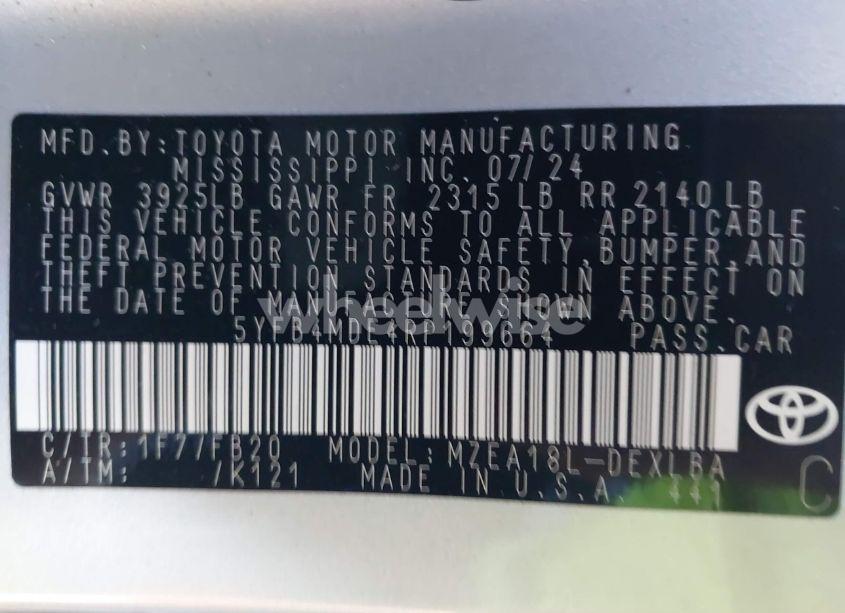 MFD. BY: TOYOTA MOTOR MANUFACTURING
MISSISSIPPI INC. 07/24
GVWR 3925LB GAWR FR 2315 LB RR 2140 LB
THIS VEHICLE CONFORMS TO ALL APPLICABLE
FEDERAL MOTOR VEHICLE SAFETY, BUMPER, AND
THEFT PREVENTION STANDARDS IN EFFECT ON
THE DATE OF MANUFACTURE SHOWN ABOVE.
wheelwise
5YFB4MDE4RP199664 PASS. CAR
C/TR: 1F7/FB20 MODEL: MZEA18L-DEXLBA
A/TM: /K121 MADE IN U.S.A. 441
C